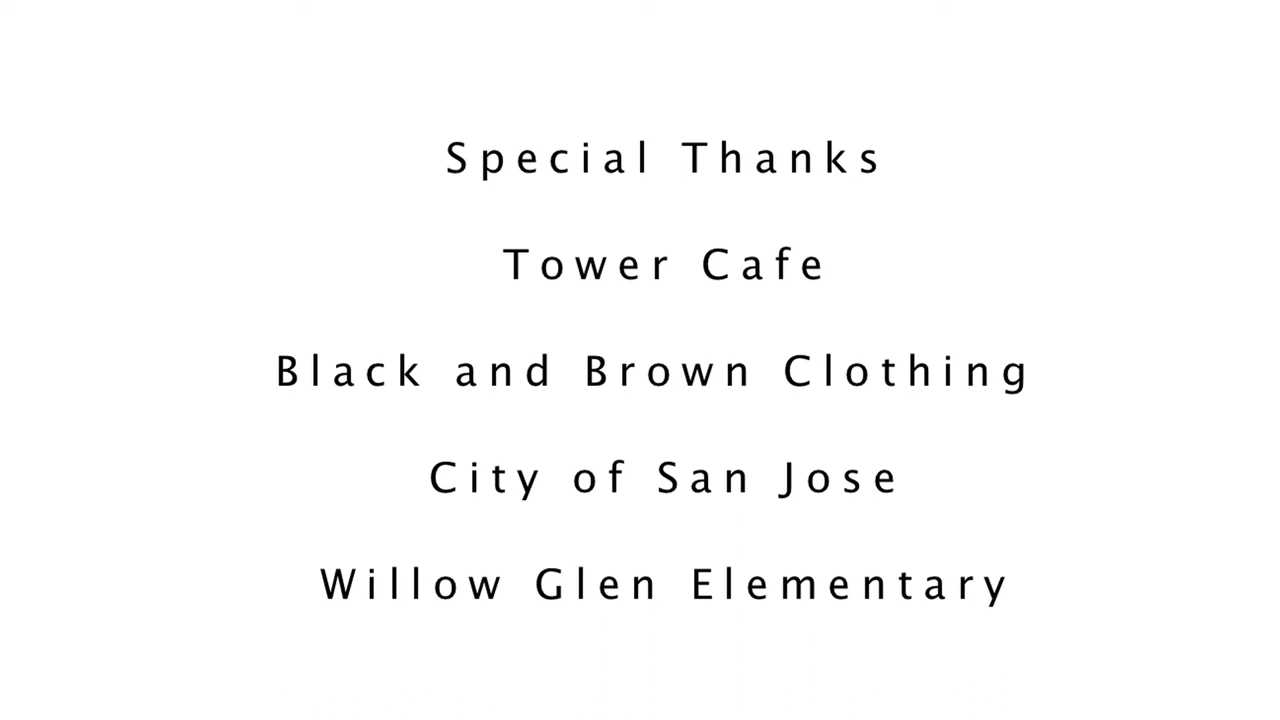 Special Thanks
Tower Cafe
Black and Brown Clothing
City of San Jose
Willow Glen Elementary